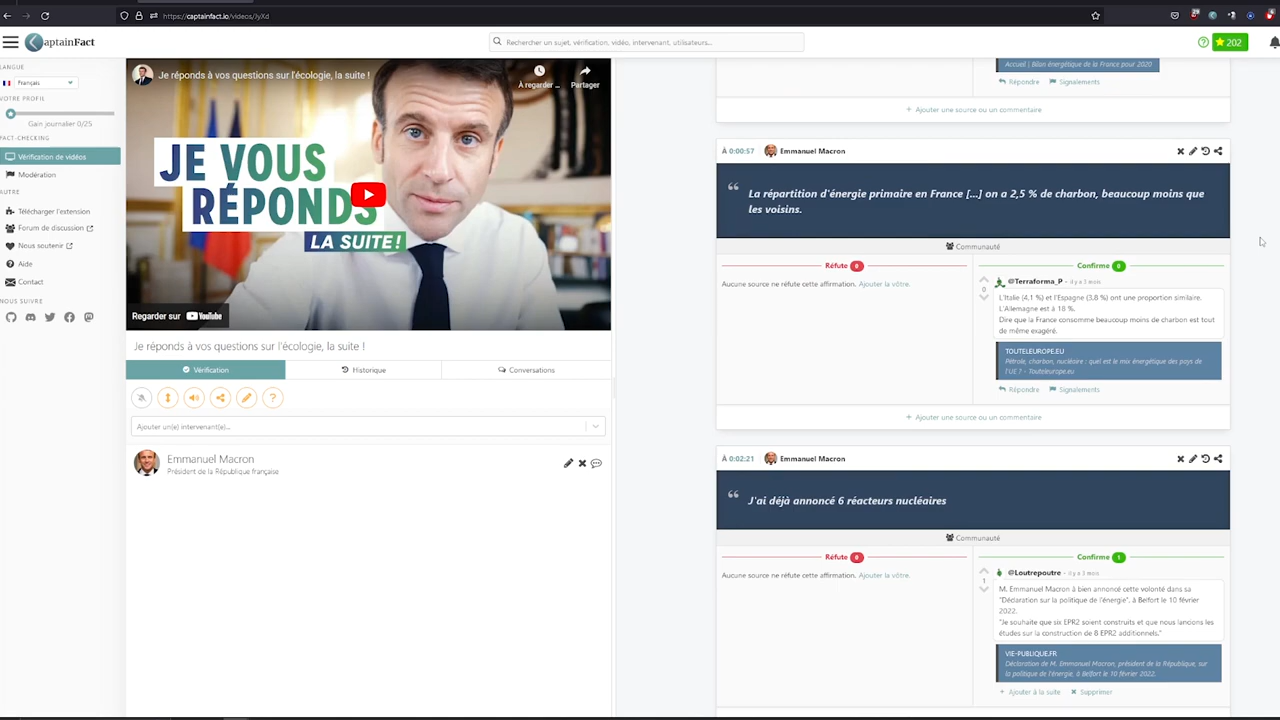 https://captainfact.io/videos/JyXd
29
6
aptainFact
Rechercher un sujet, vérification, vidéo, intervenant, utilisateurs...
202
LANGUE
Français
VOTRE PROFIL
Gain journalier 0/25
FACT-CHECKING
Vérification de vidéos
Modération
AUTRE
Télécharger l'extension
Forum de discussion
Nous soutenir
Aide
Contact
NOUS SUIVRE
Je réponds à vos questions sur l'écologie, la suite !
À regarder ...
Partager
JE VOUS
RÉPONDS
LA SUITE !
Regarder sur YouTube
Je réponds à vos questions sur l'écologie, la suite !
Vérification
Historique
Conversations
Ajouter un(e) intervenant(e)...
Emmanuel Macron
Président de la République française
Accueil | Bilan énergétique de la France pour 2020
Répondre
Signalements
+ Ajouter une source ou un commentaire
À 0:00:57
Emmanuel Macron
La répartition d'énergie primaire en France [...] on a 2,5 % de charbon, beaucoup moins que
les voisins.
Communauté
Réfute 0
Confirme 0
Aucune source ne réfute cette affirmation. Ajouter la vôtre.
@Terraforma_P - il y a 3 mois
0
L'Italie (4,1 %) et l'Espagne (3,8 %) ont une proportion similaire.
L'Alemagne est à 18 %.
Dire que la France consomme beaucoup moins de charbon est tout
de même exagéré.
TOUTELEUROPE.EU
Pétrole, charbon, nucléaire : quel est le mix énergétique des pays de
l'UE ? - Touteleurope.eu
Répondre
Signalements
+ Ajouter une source ou un commentaire
À 0:02:21
Emmanuel Macron
J'ai déjà annoncé 6 réacteurs nucléaires
Communauté
Réfute 0
Confirme 1
Aucune source ne réfute cette affirmation. Ajouter la vôtre.
@Loutrepoutre - il y a 3 mois
1
M. Emmanuel Macron à bien annoncé cette volonté dans sa
"Déclaration sur la politique de l'énergie", à Belfort le 10 février
2022.
"Je souhaite que six EPR2 soient construits et que nous lancions les
études sur la construction de 8 EPR2 additionnels."
VIE-PUBLIQUE.FR
Déclaration de M. Emmanuel Macron, président de la République, sur
la politique de l'énergie, à Belfort le 10 février 2022.
+ Ajouter à la suite
Supprimer